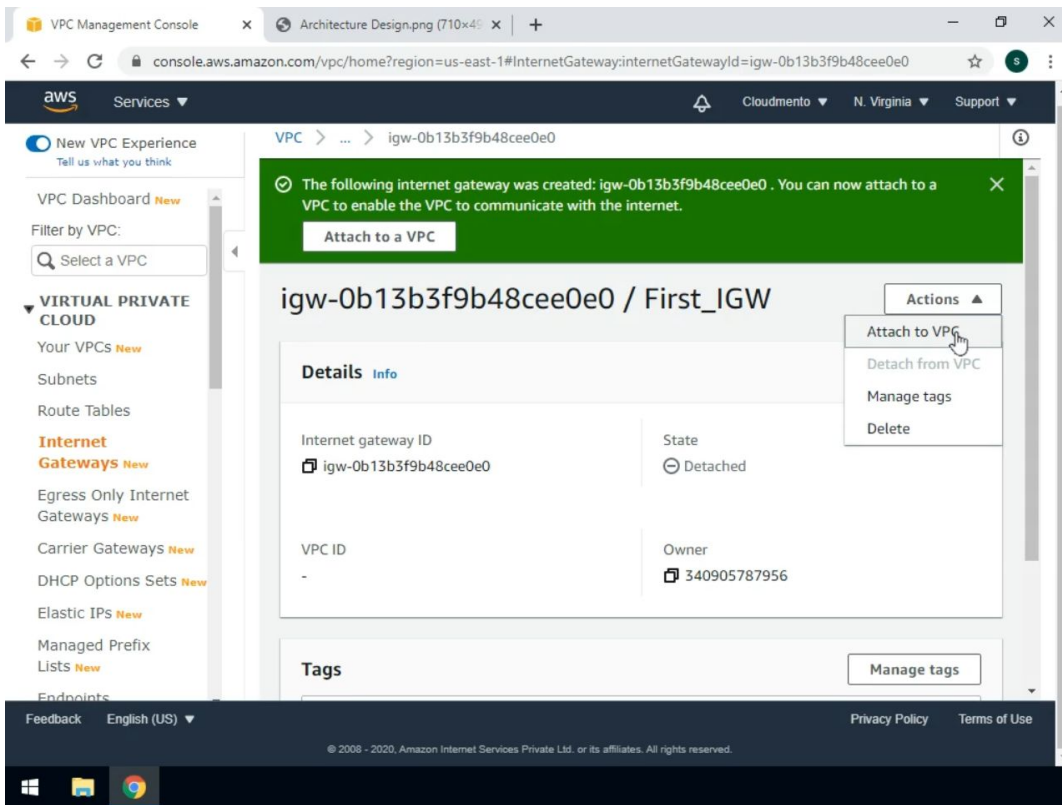 VPC Management Console
Architecture Design.png (710×49
console.aws.amazon.com/vpc/home?region=us-east-1#InternetGateway:internetGatewayId=igw-0b13b3f9b48cee0e0
S
aws
Services ▼
Cloudmento ▼
N. Virginia ▼
Support ▼
New VPC Experience
Tell us what you think
VPC Dashboard New
Filter by VPC:
Select a VPC
VIRTUAL PRIVATE
CLOUD
Your VPCs New
Subnets
Route Tables
Internet
Gateways New
Egress Only Internet
Gateways New
Carrier Gateways New
DHCP Options Sets New
Elastic IPs New
Managed Prefix
Lists New
Endpoints
VPC > ... > igw-0b13b3f9b48cee0e0
The following internet gateway was created: igw-0b13b3f9b48cee0e0 . You can now attach to a
VPC to enable the VPC to communicate with the internet.
Attach to a VPC
igw-0b13b3f9b48cee0e0 / First_IGW
Actions ▲
Attach to VPC
Detach from VPC
Manage tags
Delete
Details Info
Internet gateway ID
igw-0b13b3f9b48cee0e0
State
Detached
VPC ID
-
Owner
340905787956
Tags
Manage tags
Feedback
English (US) ▼
Privacy Policy
Terms of Use
© 2008 - 2020, Amazon Internet Services Private Ltd. or its affiliates. All rights reserved.